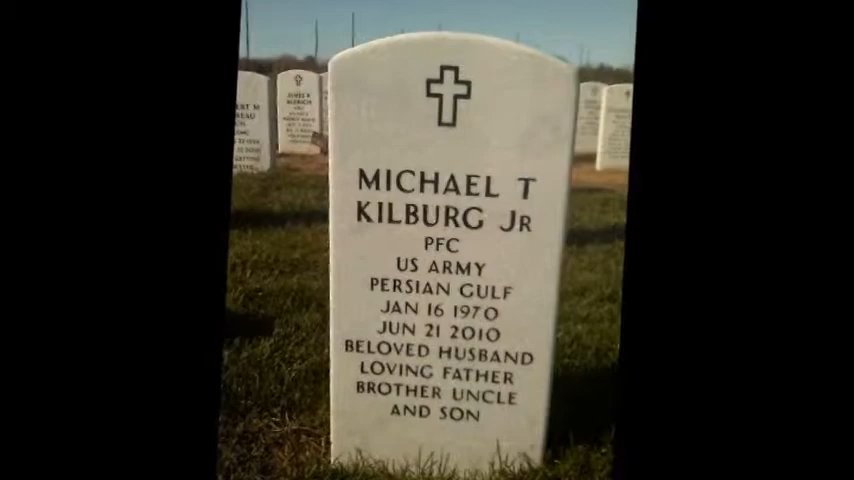 MICHAEL T
KILBURG JR
PFC
US ARMY
PERSIAN GULF
JAN 16 1970
JUN 21 2010
BELOVED HUSBAND
LOVING FATHER
BROTHER UNCLE
AND SON